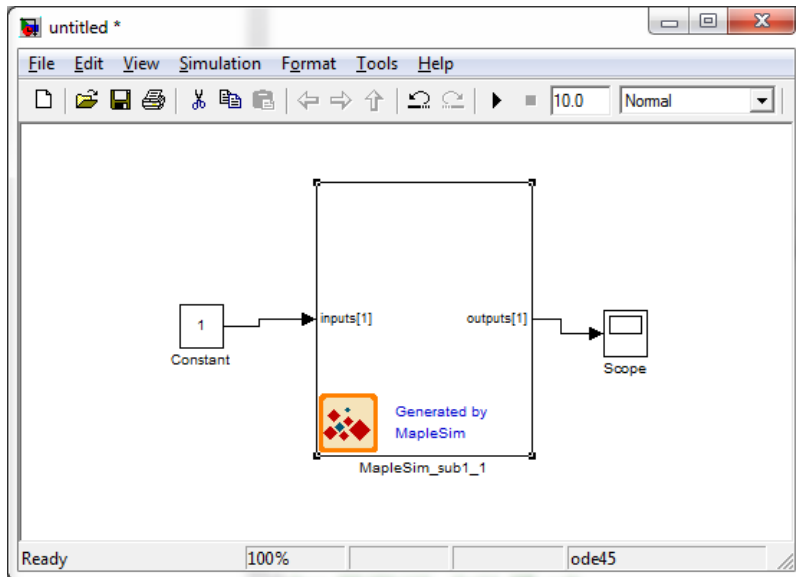 untitled *
File Edit View Simulation Format Tools Help
10.0 Normal
1
Constant
inputs[1] outputs[1]
Scope
Generated by
MapleSim
MapleSim_sub1_1
Ready 100% ode45